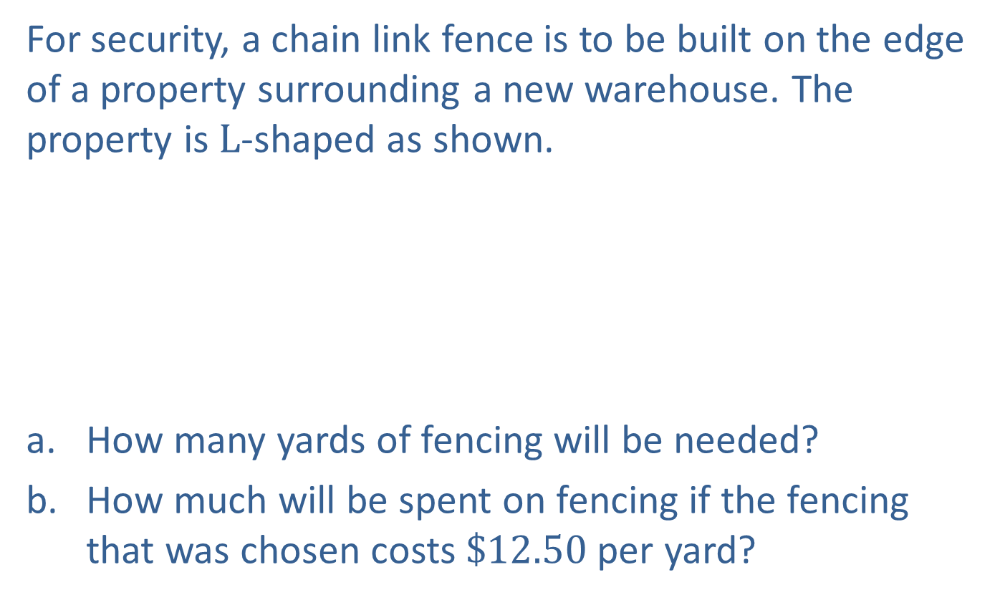 For security, a chain link fence is to be built on the edge
of a property surrounding a new warehouse. The
property is L-shaped as shown.
a. How many yards of fencing will be needed?
b. How much will be spent on fencing if the fencing
that was chosen costs $12.50 per yard?